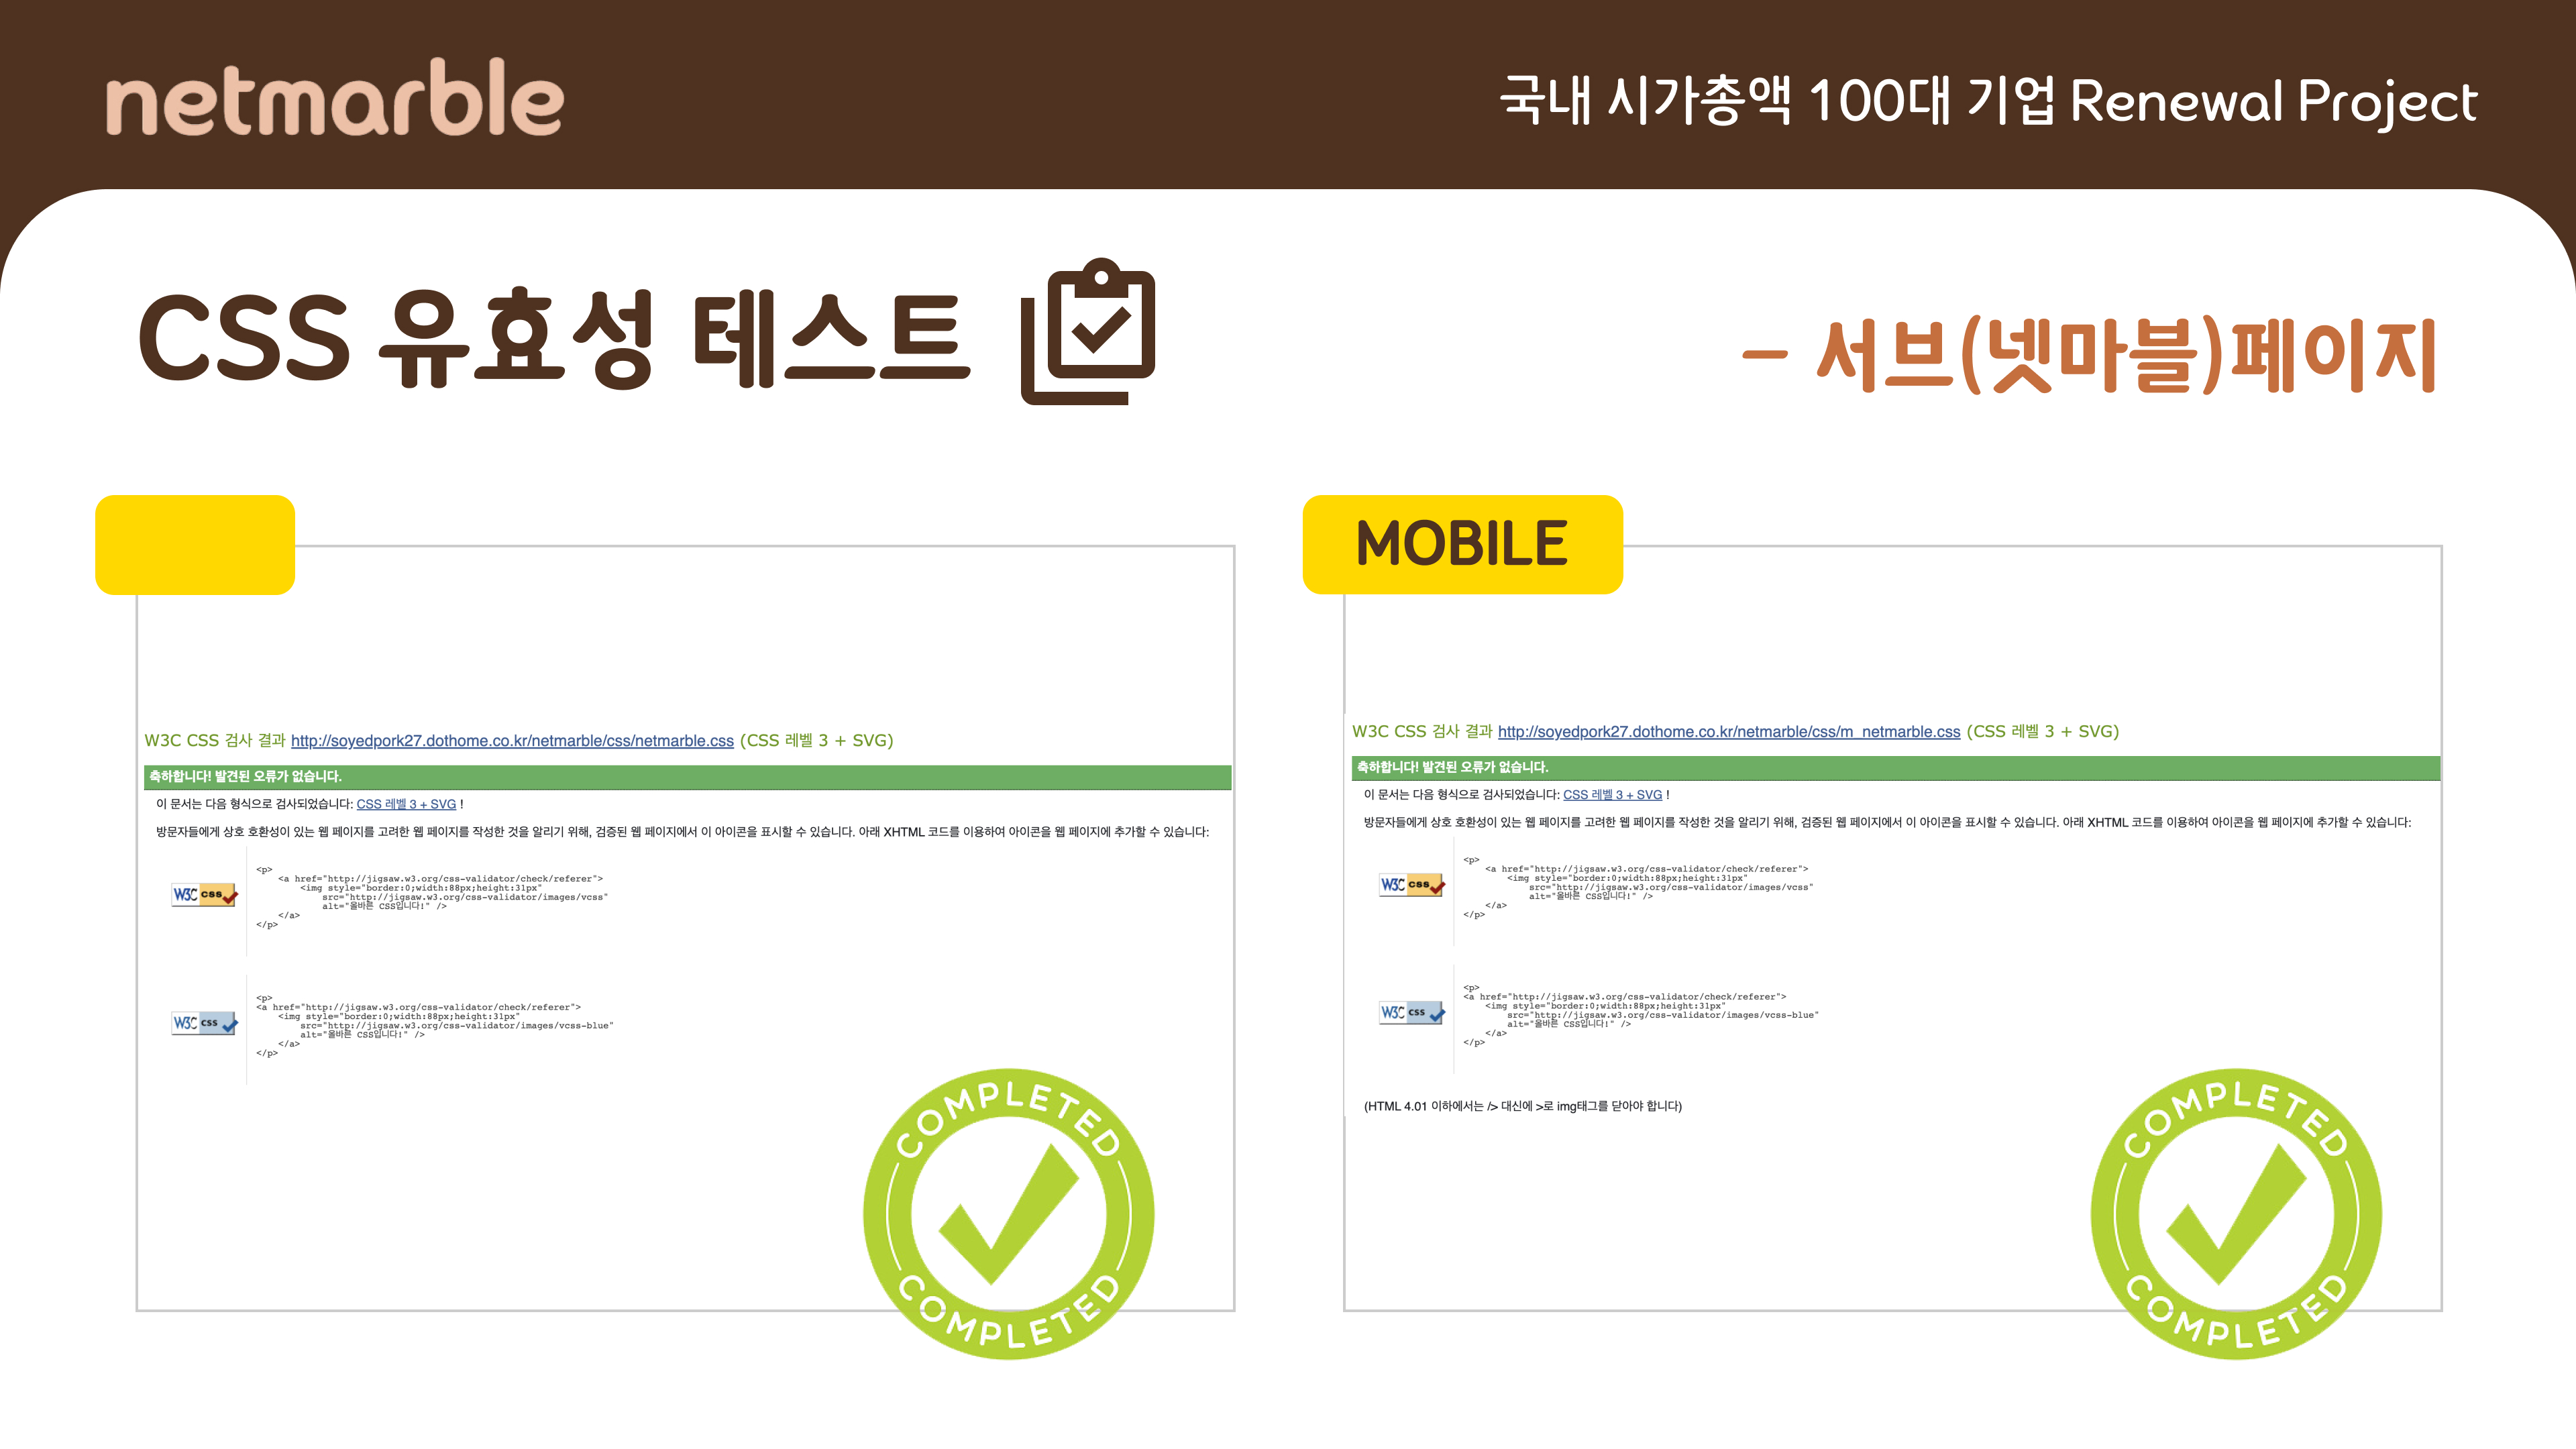 netmarble
국내 시가총액 100대 기업 Renewal Project
CSS 유효성 테스트
- 서브(넷마블)페이지
W3C CSS 검사 결과 http://soyedpork27.dothome.co.kr/netmarble/css/netmarble.css (CSS 레벨 3 + SVG)
축하합니다! 발견된 오류가 없습니다.
이 문서는 다음 형식으로 검사되었습니다: CSS 레벨 3 + SVG !
방문자들에게 상호 호환성이 있는 웹 페이지를 고려한 웹 페이지를 작성한 것을 알리기 위해, 검증된 웹 페이지에서 이 아이콘을 표시할 수 있습니다. 아래 XHTML 코드를 이용하여 아이콘을 웹 페이지에 추가할 수 있습니다:
W3C css
<p>
<a href="http://jigsaw.w3.org/css-validator/check/referer">
<img style="border:0;width:88px;height:31px"
src="http://jigsaw.w3.org/css-validator/images/vcss"
alt="올바른 CSS입니다!" />
</a>
</p>
W3C css
<p>
<a href="http://jigsaw.w3.org/css-validator/check/referer">
<img style="border:0;width:88px;height:31px"
src="http://jigsaw.w3.org/css-validator/images/vcss-blue"
alt="올바른 CSS입니다!" />
</a>
</p>
COMPLETED
COMPLETED
MOBILE
W3C CSS 검사 결과 http://soyedpork27.dothome.co.kr/netmarble/css/m_netmarble.css (CSS 레벨 3 + SVG)
축하합니다! 발견된 오류가 없습니다.
이 문서는 다음 형식으로 검사되었습니다: CSS 레벨 3 + SVG !
방문자들에게 상호 호환성이 있는 웹 페이지를 고려한 웹 페이지를 작성한 것을 알리기 위해, 검증된 웹 페이지에서 이 아이콘을 표시할 수 있습니다. 아래 XHTML 코드를 이용하여 아이콘을 웹 페이지에 추가할 수 있습니다:
W3C css
<p>
<a href="http://jigsaw.w3.org/css-validator/check/referer">
<img style="border:0;width:88px;height:31px"
src="http://jigsaw.w3.org/css-validator/images/vcss"
alt="올바른 CSS입니다!" />
</a>
</p>
W3C css
<p>
<a href="http://jigsaw.w3.org/css-validator/check/referer">
<img style="border:0;width:88px;height:31px"
src="http://jigsaw.w3.org/css-validator/images/vcss-blue"
alt="올바른 CSS입니다!" />
</a>
</p>
(HTML 4.01 이하에서는 /> 대신에 >로 img태그를 닫아야 합니다)
COMPLETED
COMPLETED